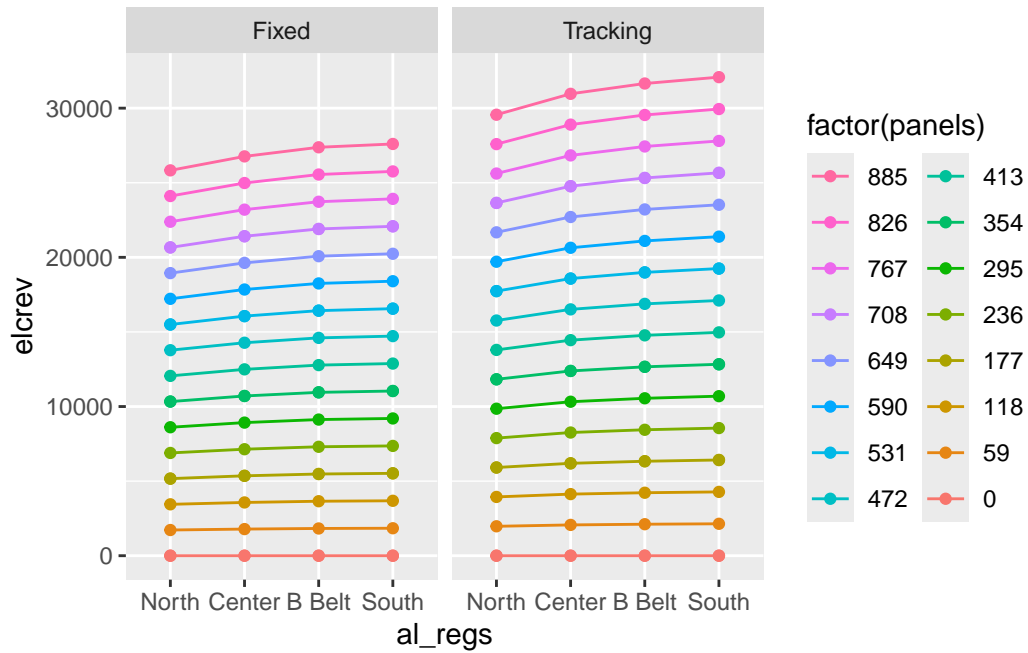 Fixed
Tracking
30000
20000
10000
0
elcrev
North Center B Belt South
North Center B Belt South
al_regs
factor(panels)
885 413
826 354
767 295
708 236
649 177
590 118
531 59
472 0